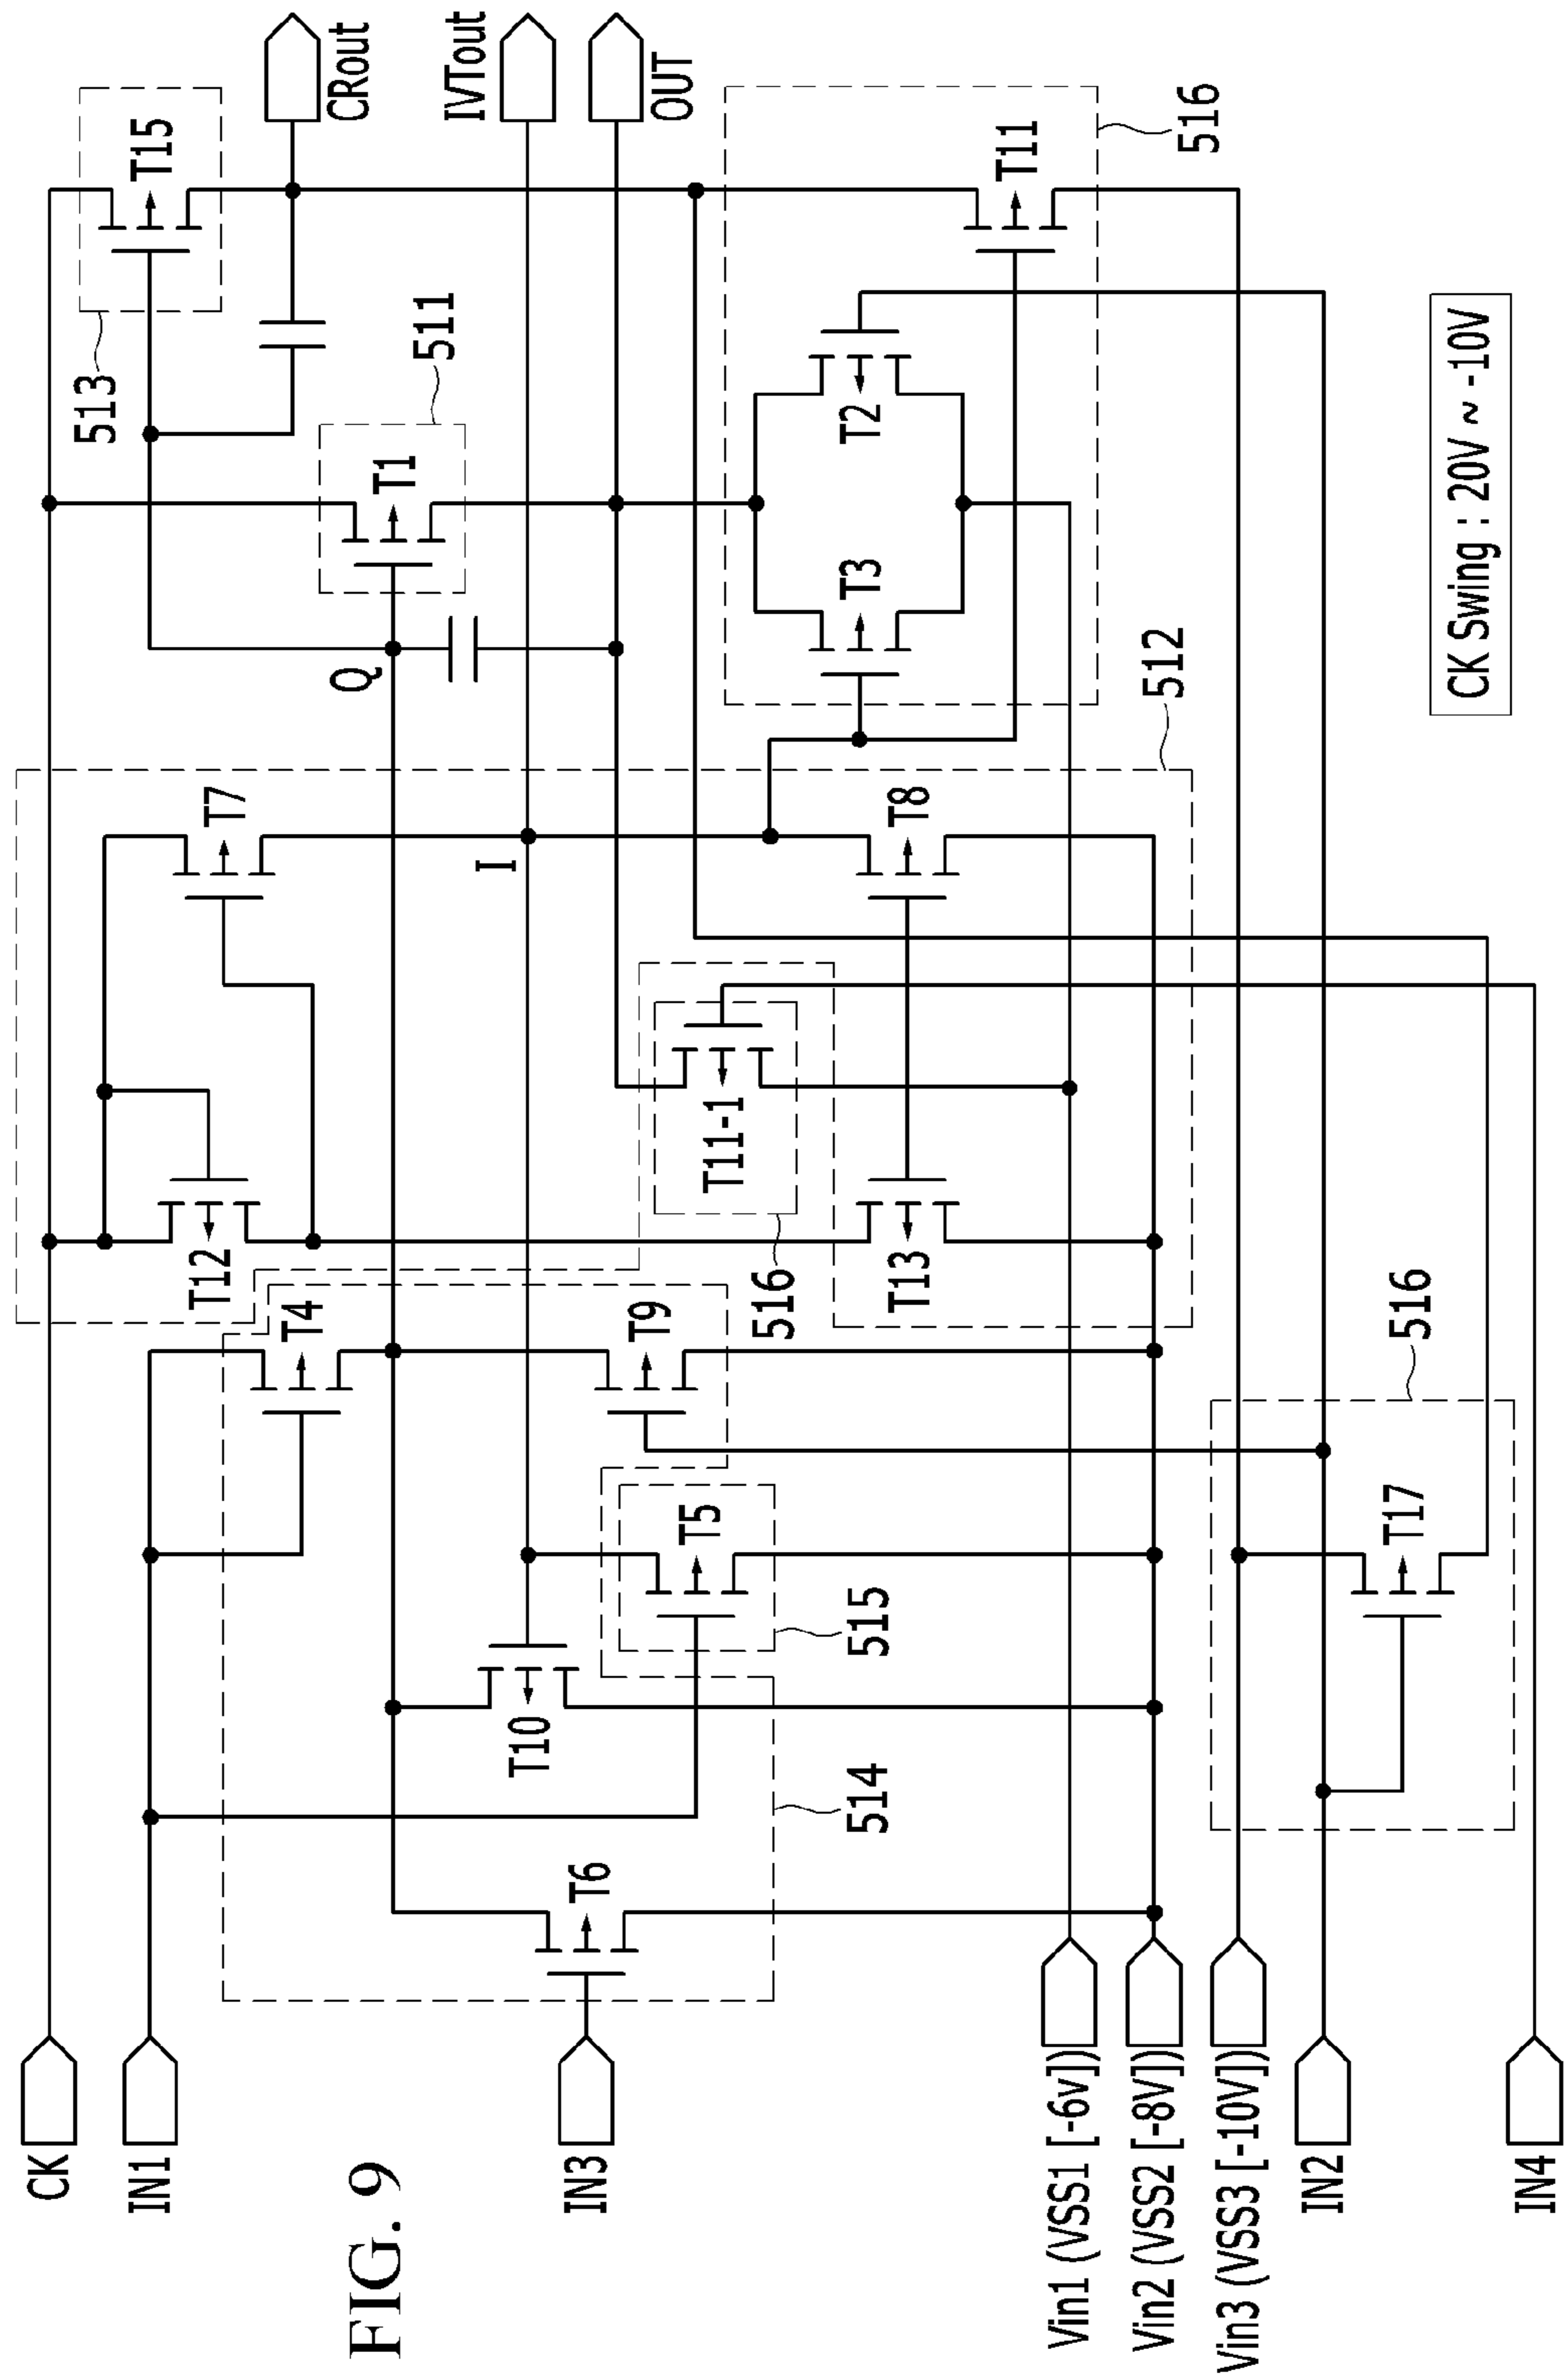 FIG. 9
CK
IN1
IN3
Vin1 (VSS1 [-6v])
Vin2 (VSS2 [-8V])
Vin3 (VSS3 [-10V])
IN2
IN4
T6
514
T10
T5
515
T4
T9
T17
516
T12
T13
T11-1
516
T7
I
T8
512
Q
T1
511
T3
T2
T11
516
513
T15
CRout
IVTout
OUT
CK Swing : 20V ~ -10V